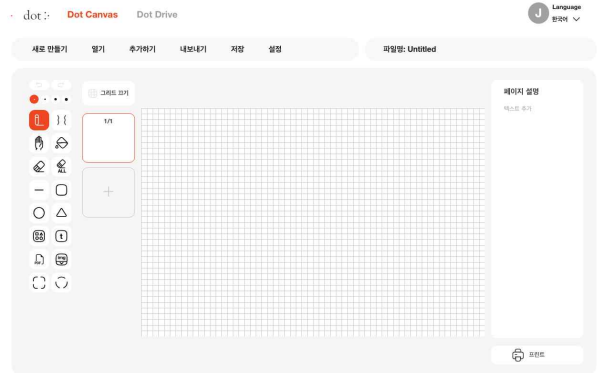 dot
Dot Canvas
Dot Drive
J
Language
한국어
새로 만들기
열기
추가하기
내보내기
저장
설정
파일명: Untitled
그리드 끄기
1/1
페이지 설명
텍스트 추가
ALL
t
프린트